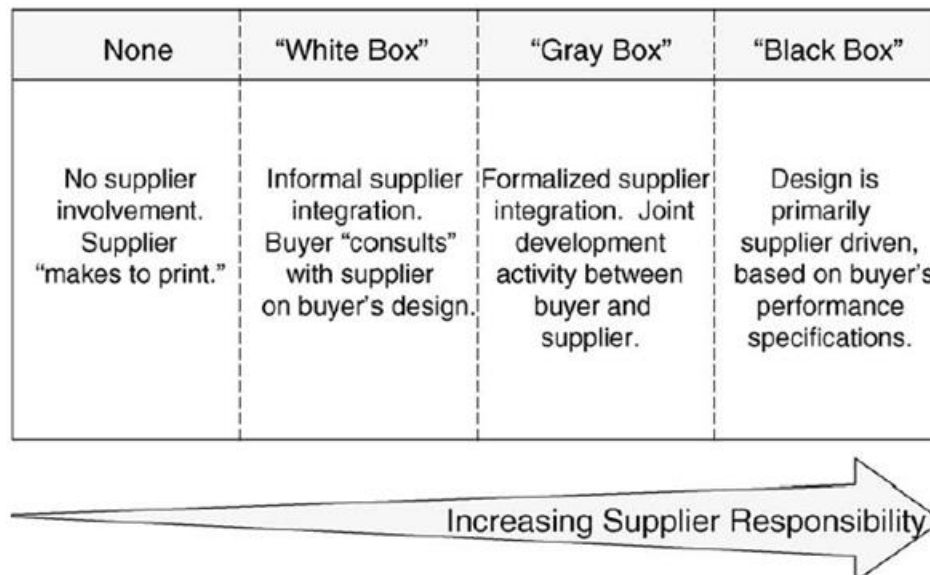 None
“White Box”
“Gray Box”
“Black Box”
No supplier
involvement.
Supplier
“makes to print.”
Informal supplier
integration.
Buyer “consults”
with supplier
on buyer’s design.
Formalized supplier
integration. Joint
development
activity between
buyer and
supplier.
Design is
primarily
supplier driven,
based on buyer’s
performance
specifications.
Increasing Supplier Responsibility